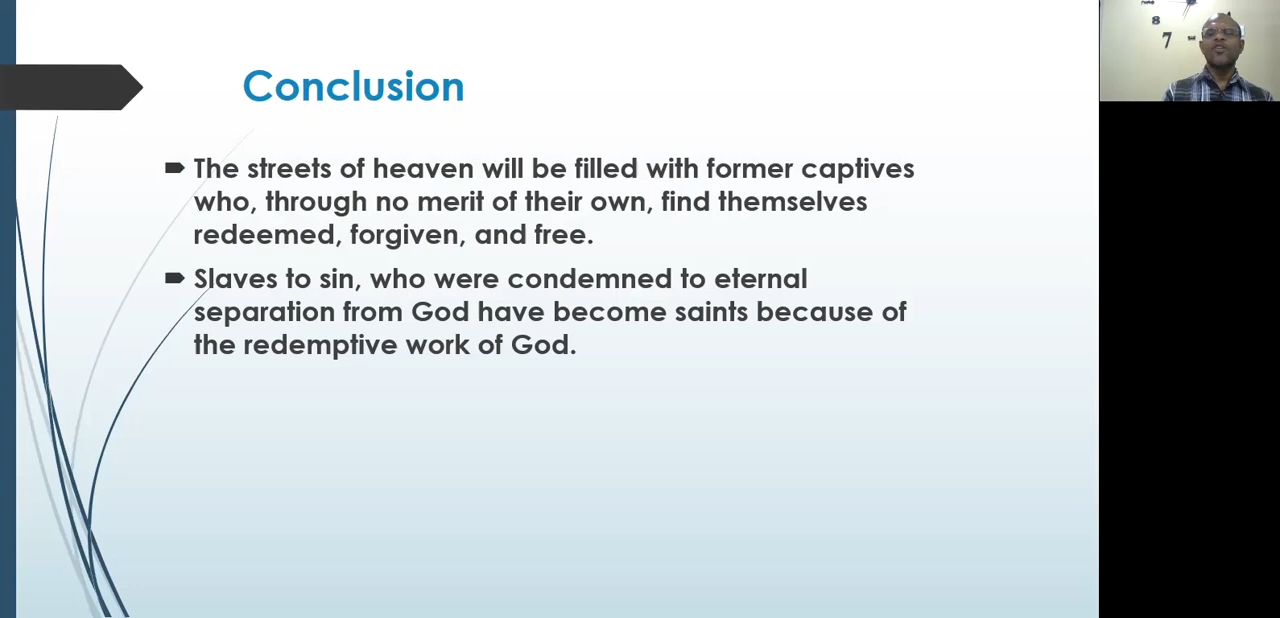 Conclusion
The streets of heaven will be filled with former captives
who, through no merit of their own, find themselves
redeemed, forgiven, and free.
Slaves to sin, who were condemned to eternal
separation from God have become saints because of
the redemptive work of God.
8
7